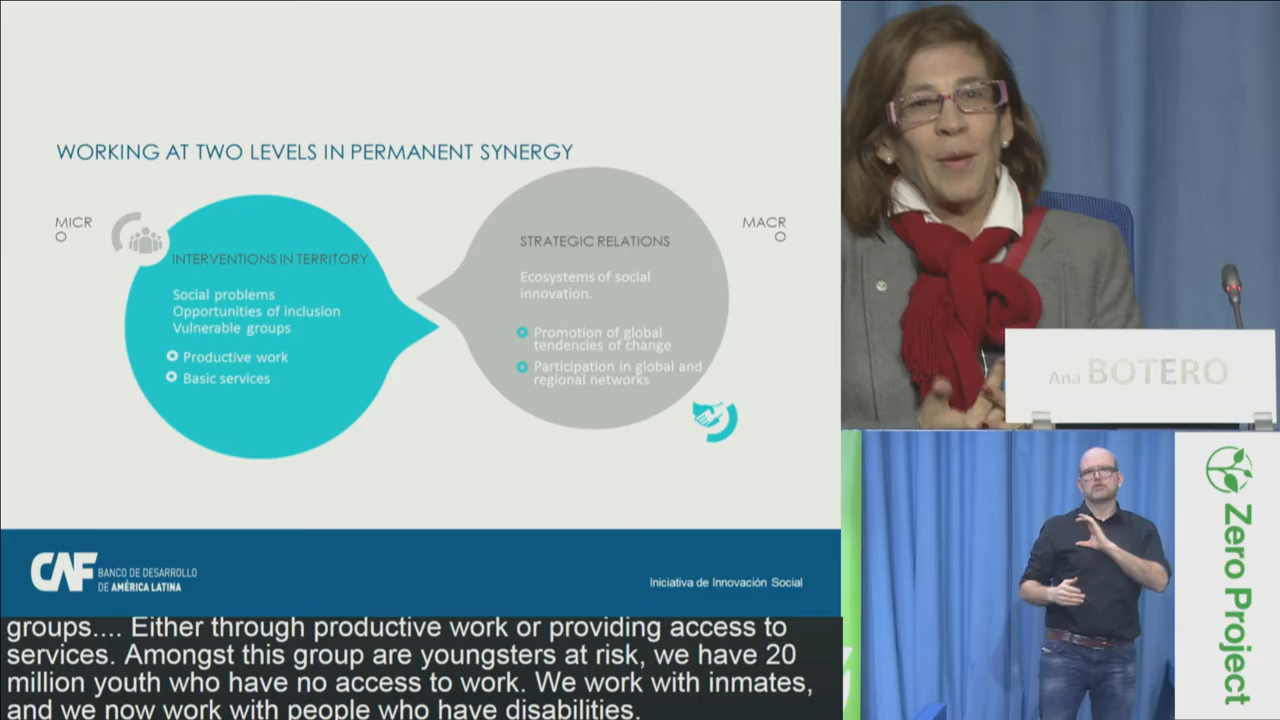 WORKING AT TWO LEVELS IN PERMANENT SYNERGY
MICR
O
INTERVENTIONS IN TERRITORY
Social problems
Opportunities of inclusion
Vulnerable groups
Productive work
Basic services
MACR
O
STRATEGIC RELATIONS
Ecosystems of social
innovation.
Promotion of global
tendencies of change
Participation in global and
regional networks
CAF
BANCO DE DESARROLLO
DE AMÉRICA LATINA
Iniciativa de Innovación Social
groups.... Either through productive work or providing access to
services. Amongst this group are youngsters at risk, we have 20
million youth who have no access to work. We work with inmates,
and we now work with people who have disabilities.
Ana BOTERO
Zero Project